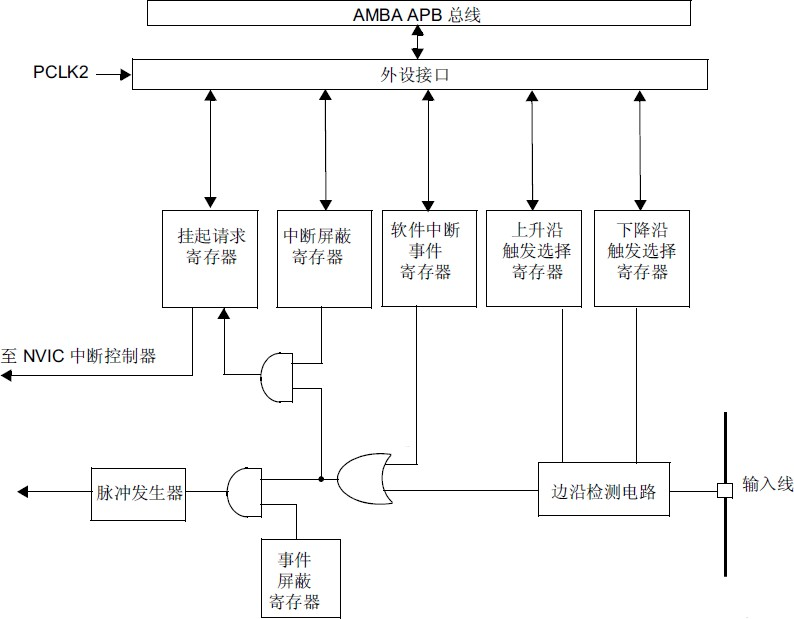 AMBA APB 总线
PCLK2
外设接口
挂起请求
寄存器
中断屏蔽
寄存器
软件中断
事件
寄存器
上升沿
触发选择
寄存器
下降沿
触发选择
寄存器
至 NVIC 中断控制器
脉冲发生器
边沿检测电路
输入线
事件
屏蔽
寄存器